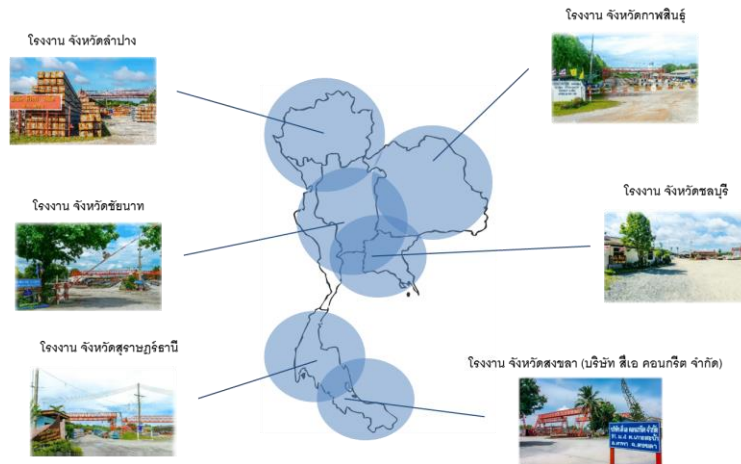 โรงงาน จังหวัดลำปาง
โรงงาน จังหวัดกาฬสินธุ์
โรงงาน จังหวัดชัยนาท
โรงงาน จังหวัดชลบุรี
โรงงาน จังหวัดสุราษฎร์ธานี
โรงงาน จังหวัดสงขลา (บริษัท สีเอ คอนกรีต จำกัด)